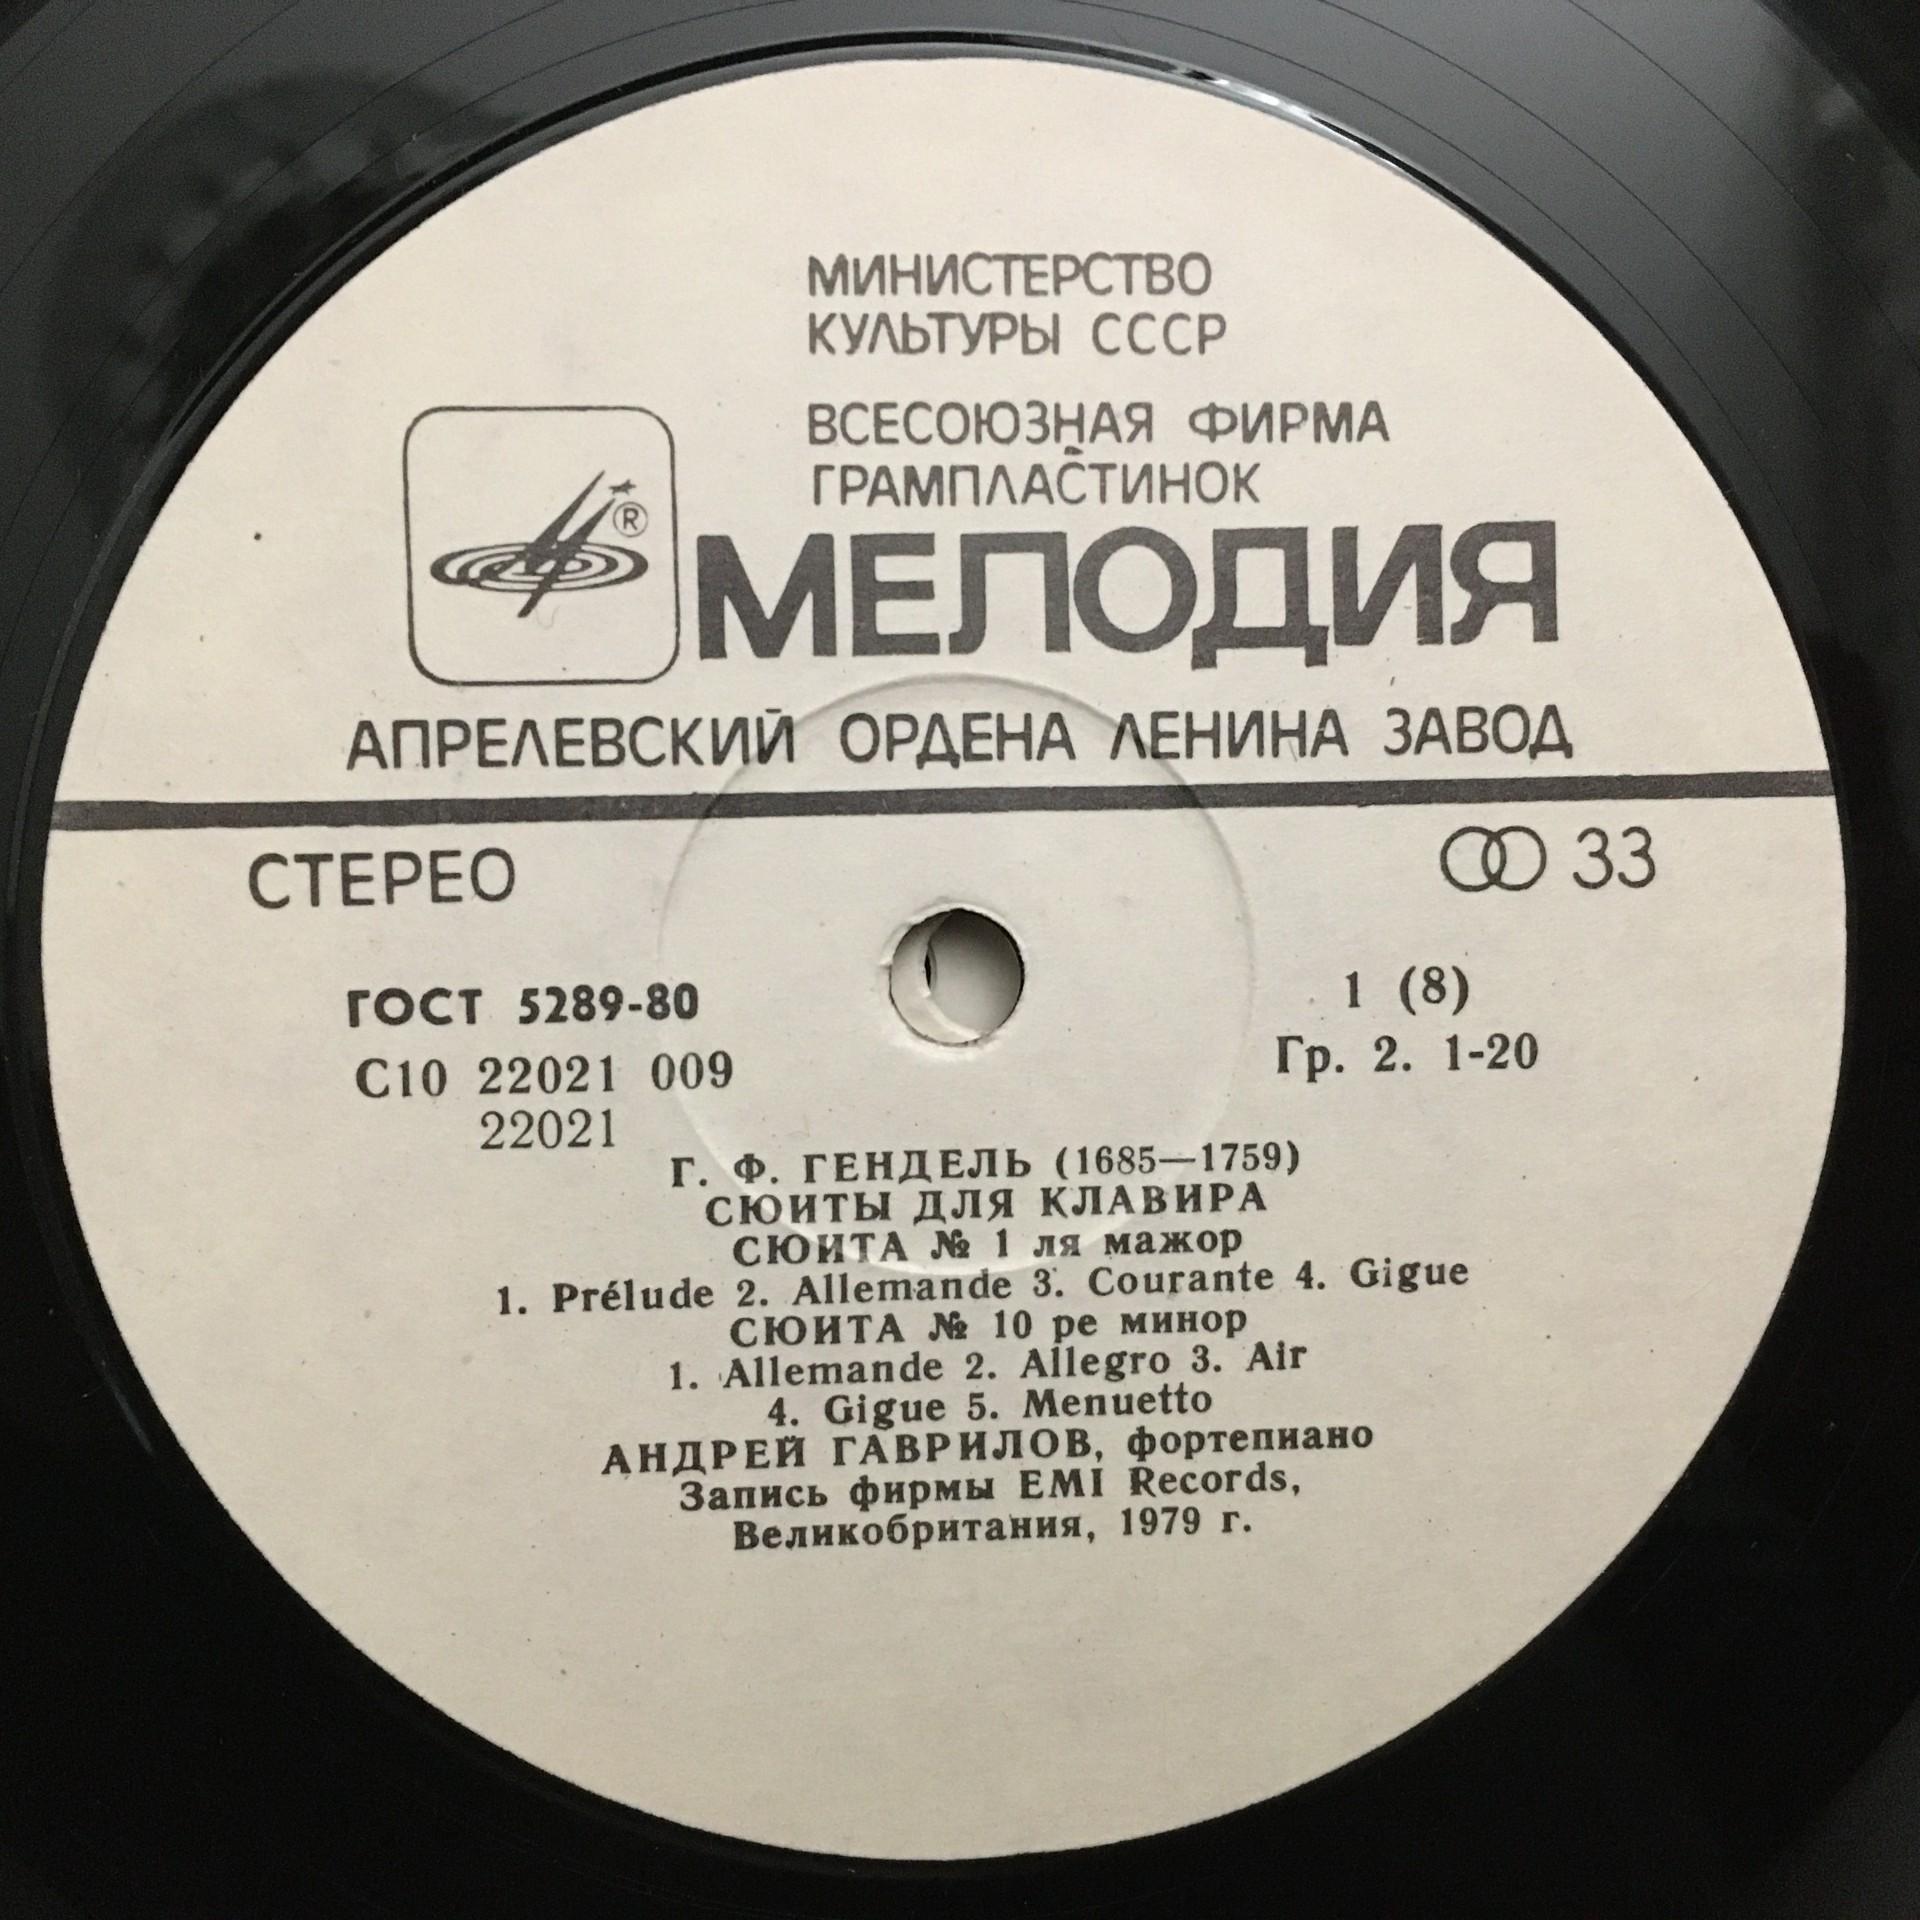 МИНИСТЕРСТВО
КУЛЬТУРЫ СССР
ВСЕСОЮЗНАЯ ФИРМА
ГРАМПЛАСТИНОК
®
МЕЛОДИЯ
АПРЕЛЕВСКИЙ ОРДЕНА ЛЕНИНА ЗАВОД
СТЕРЕО
33
ГОСТ 5289-80
1 (8)
С10 22021 009
Гр. 2. 1-20
22021
Г. Ф. ГЕНДЕЛЬ (1685—1759)
СЮИТЫ ДЛЯ КЛАВИРА
СЮИТА № 1 ля мажор
1. Prélude 2. Allemande 3. Courante 4. Gigue
СЮИТА № 10 ре минор
1. Allemande 2. Allegro 3. Air
4. Gigue 5. Menuetto
АНДРЕЙ ГАВРИЛОВ, фортепиано
Запись фирмы EMI Records,
Великобритания, 1979 г.